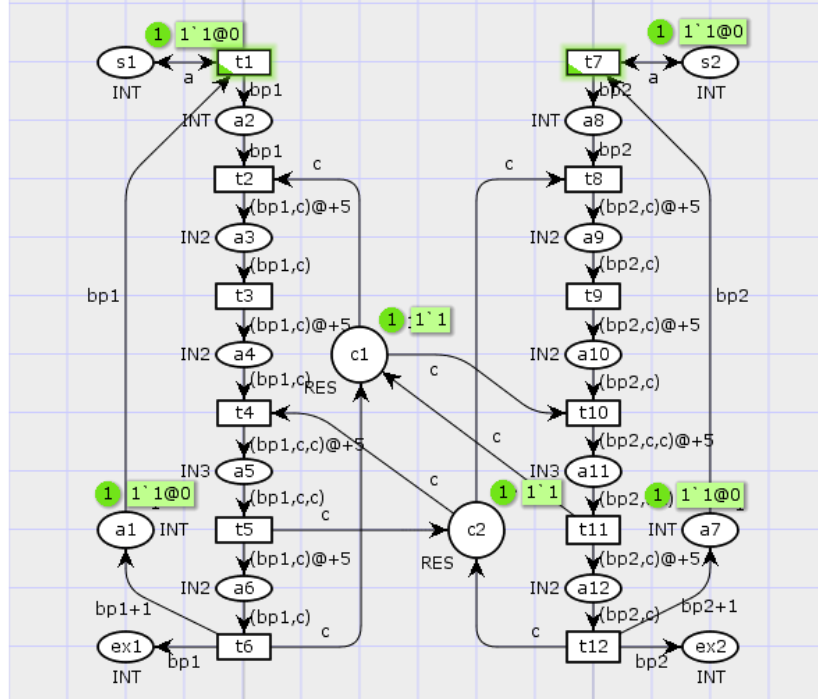 1 1`1@0 1 1`1@0
s1 t1 t7 s2
a a
INT bp1 bp2 INT
INT a2 INT a8
bp1 bp2
c c
t2 t8
(bp1,c)@+5 (bp2,c)@+5
IN2 a3 IN2 a9
(bp1,c) (bp2,c)
bp1 t3 t9 bp2
1 1`1
(bp1,c)@+5 (bp2,c)@+5
IN2 a4 c1 IN2 a10
c
(bp1,c) RES (bp2,c)
t4 t10
c
(bp1,c,c)@+5 (bp2,c,c)@+5
IN3 a5 IN3 a11
c
1 1`1@0 1 1`1 1 1`1@0
(bp1,c,c)
c
a1 INT t5 c2 t11 INT a7
(bp1,c)@+5 RES (bp2,c)@+5
IN2 a6 IN2 a12
bp1+1 (bp1,c) (bp2,c) bp2+1
c c
ex1 t6 t12 ex2
bp1 bp2
INT INT